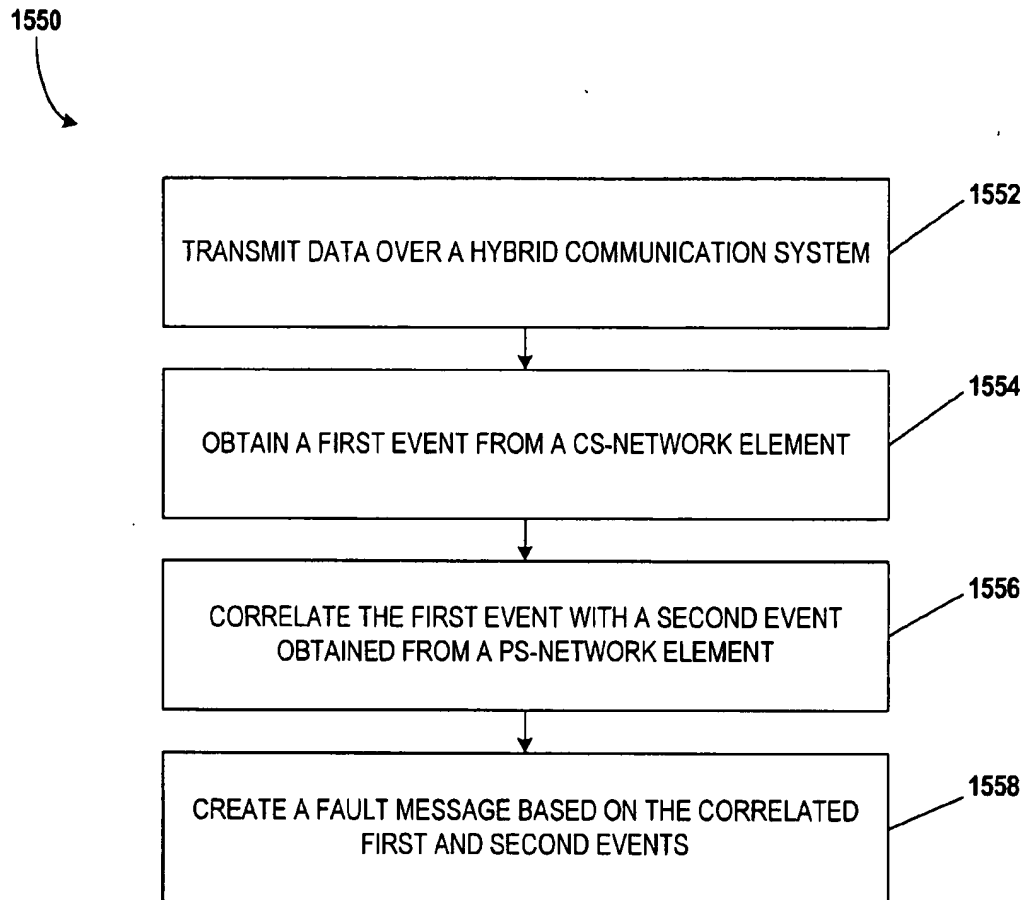 1550
1552
TRANSMIT DATA OVER A HYBRID COMMUNICATION SYSTEM
1554
OBTAIN A FIRST EVENT FROM A CS-NETWORK ELEMENT
1556
CORRELATE THE FIRST EVENT WITH A SECOND EVENT
OBTAINED FROM A PS-NETWORK ELEMENT
1558
CREATE A FAULT MESSAGE BASED ON THE CORRELATED
FIRST AND SECOND EVENTS